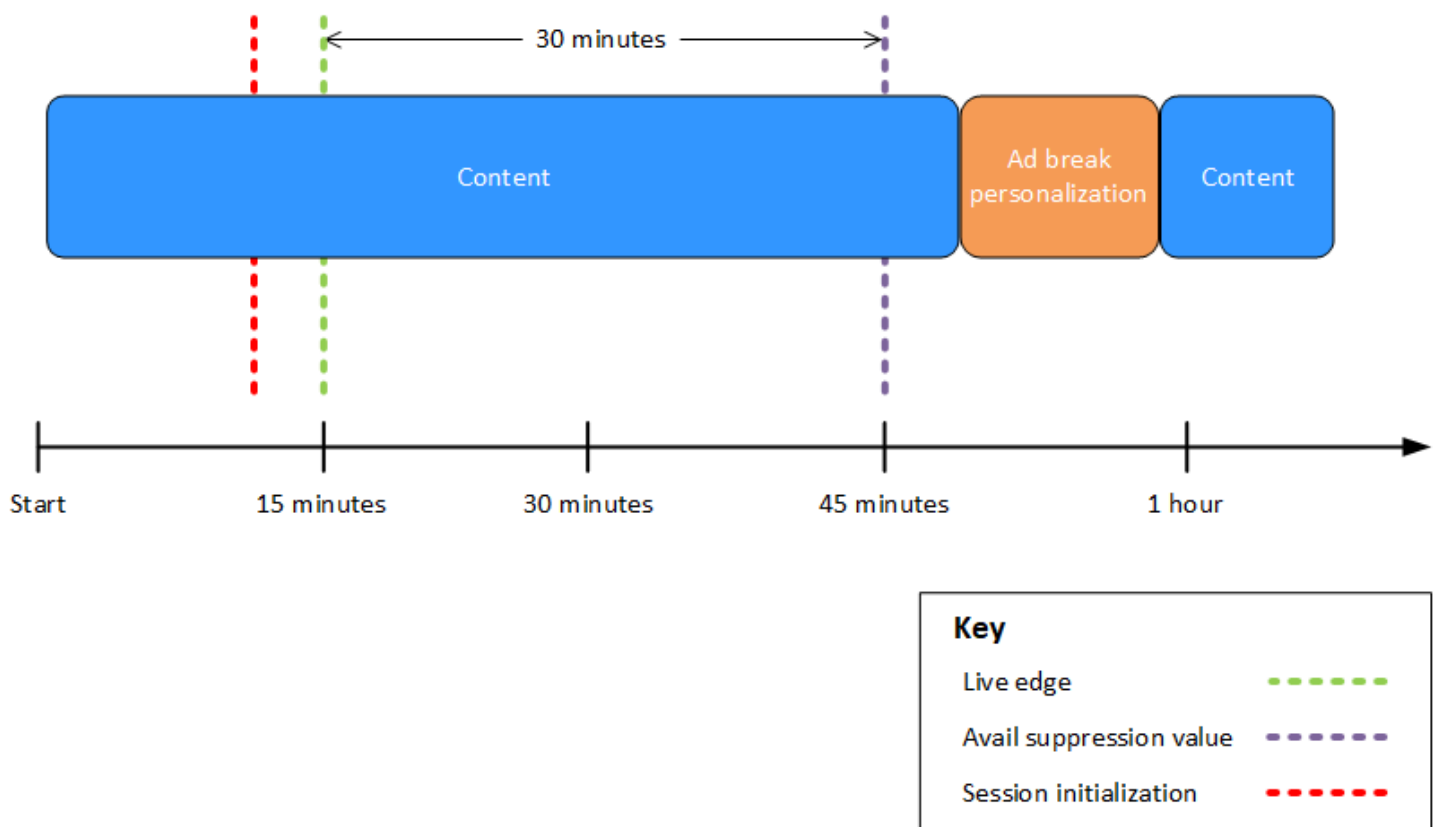 30 minutes
Content
Ad break
personalization
Content
Start
15 minutes
30 minutes
45 minutes
1 hour
Key
Live edge
Avail suppression value
Session initialization